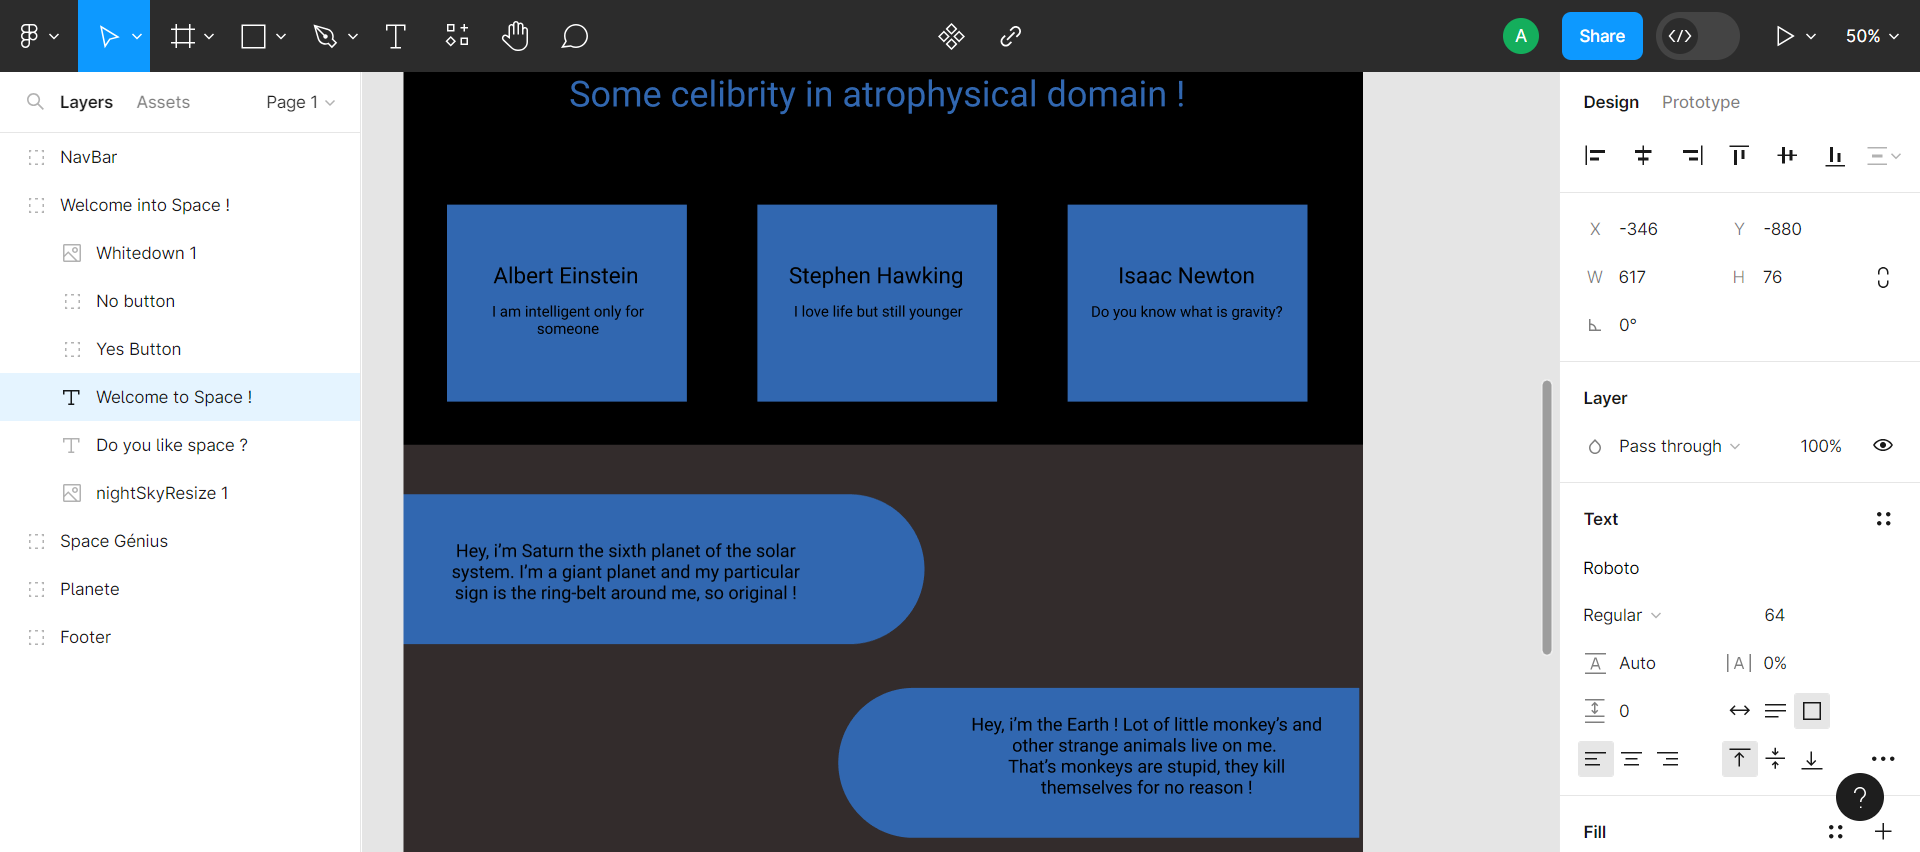 A
Share
50%
Layers
Assets
Page 1
NavBar
Welcome into Space !
Whitedown 1
No button
Yes Button
Welcome to Space !
Do you like space ?
nightSkyResize 1
Space Génius
Planete
Footer
Some celibrity in atrophysical domain !
Albert Einstein
I am intelligent only for
someone
Stephen Hawking
I love life but still younger
Isaac Newton
Do you know what is gravity?
Hey, i’m Saturn the sixth planet of the solar
system. I’m a giant planet and my particular
sign is the ring-belt around me, so original !
Hey, i’m the Earth ! Lot of little monkey’s and
other strange animals live on me.
That’s monkeys are stupid, they kill
themselves for no reason !
Design
Prototype
X -346 Y -880
W 617 H 76
0°
Layer
Pass through 100%
Text
Roboto
Regular 64
A Auto |A| 0%
0
Fill
?